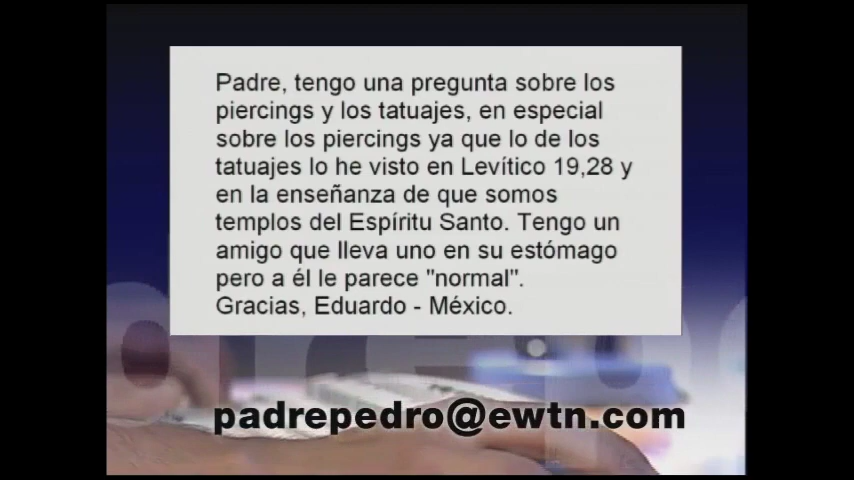 Padre, tengo una pregunta sobre los
piercings y los tatuajes, en especial
sobre los piercings ya que lo de los
tatuajes lo he visto en Levítico 19,28 y
en la enseñanza de que somos
templos del Espíritu Santo. Tengo un
amigo que lleva uno en su estómago
pero a él le parece "normal".
Gracias, Eduardo - México.
padrepedro@ewtn.com